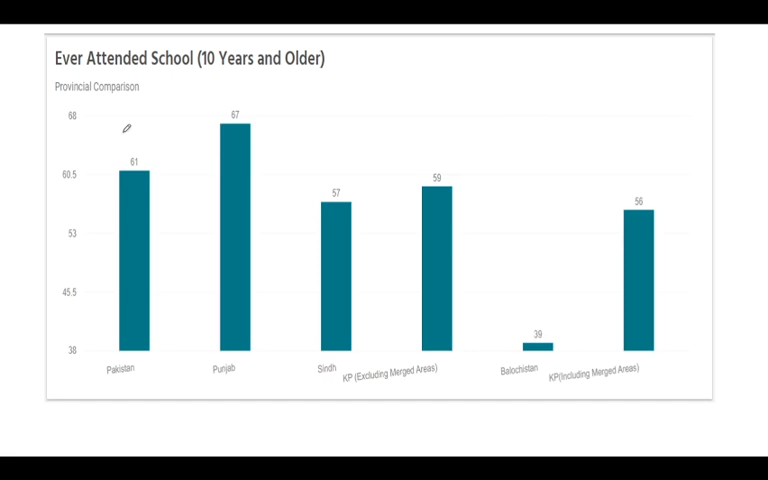 Ever Attended School (10 Years and Older)
Provincial Comparison
68
60.5
53
45.5
38
61
67
57
59
39
56
Pakistan
Punjab
Sindh
KP (Excluding Merged Areas)
Balochistan
KP(Including Merged Areas)